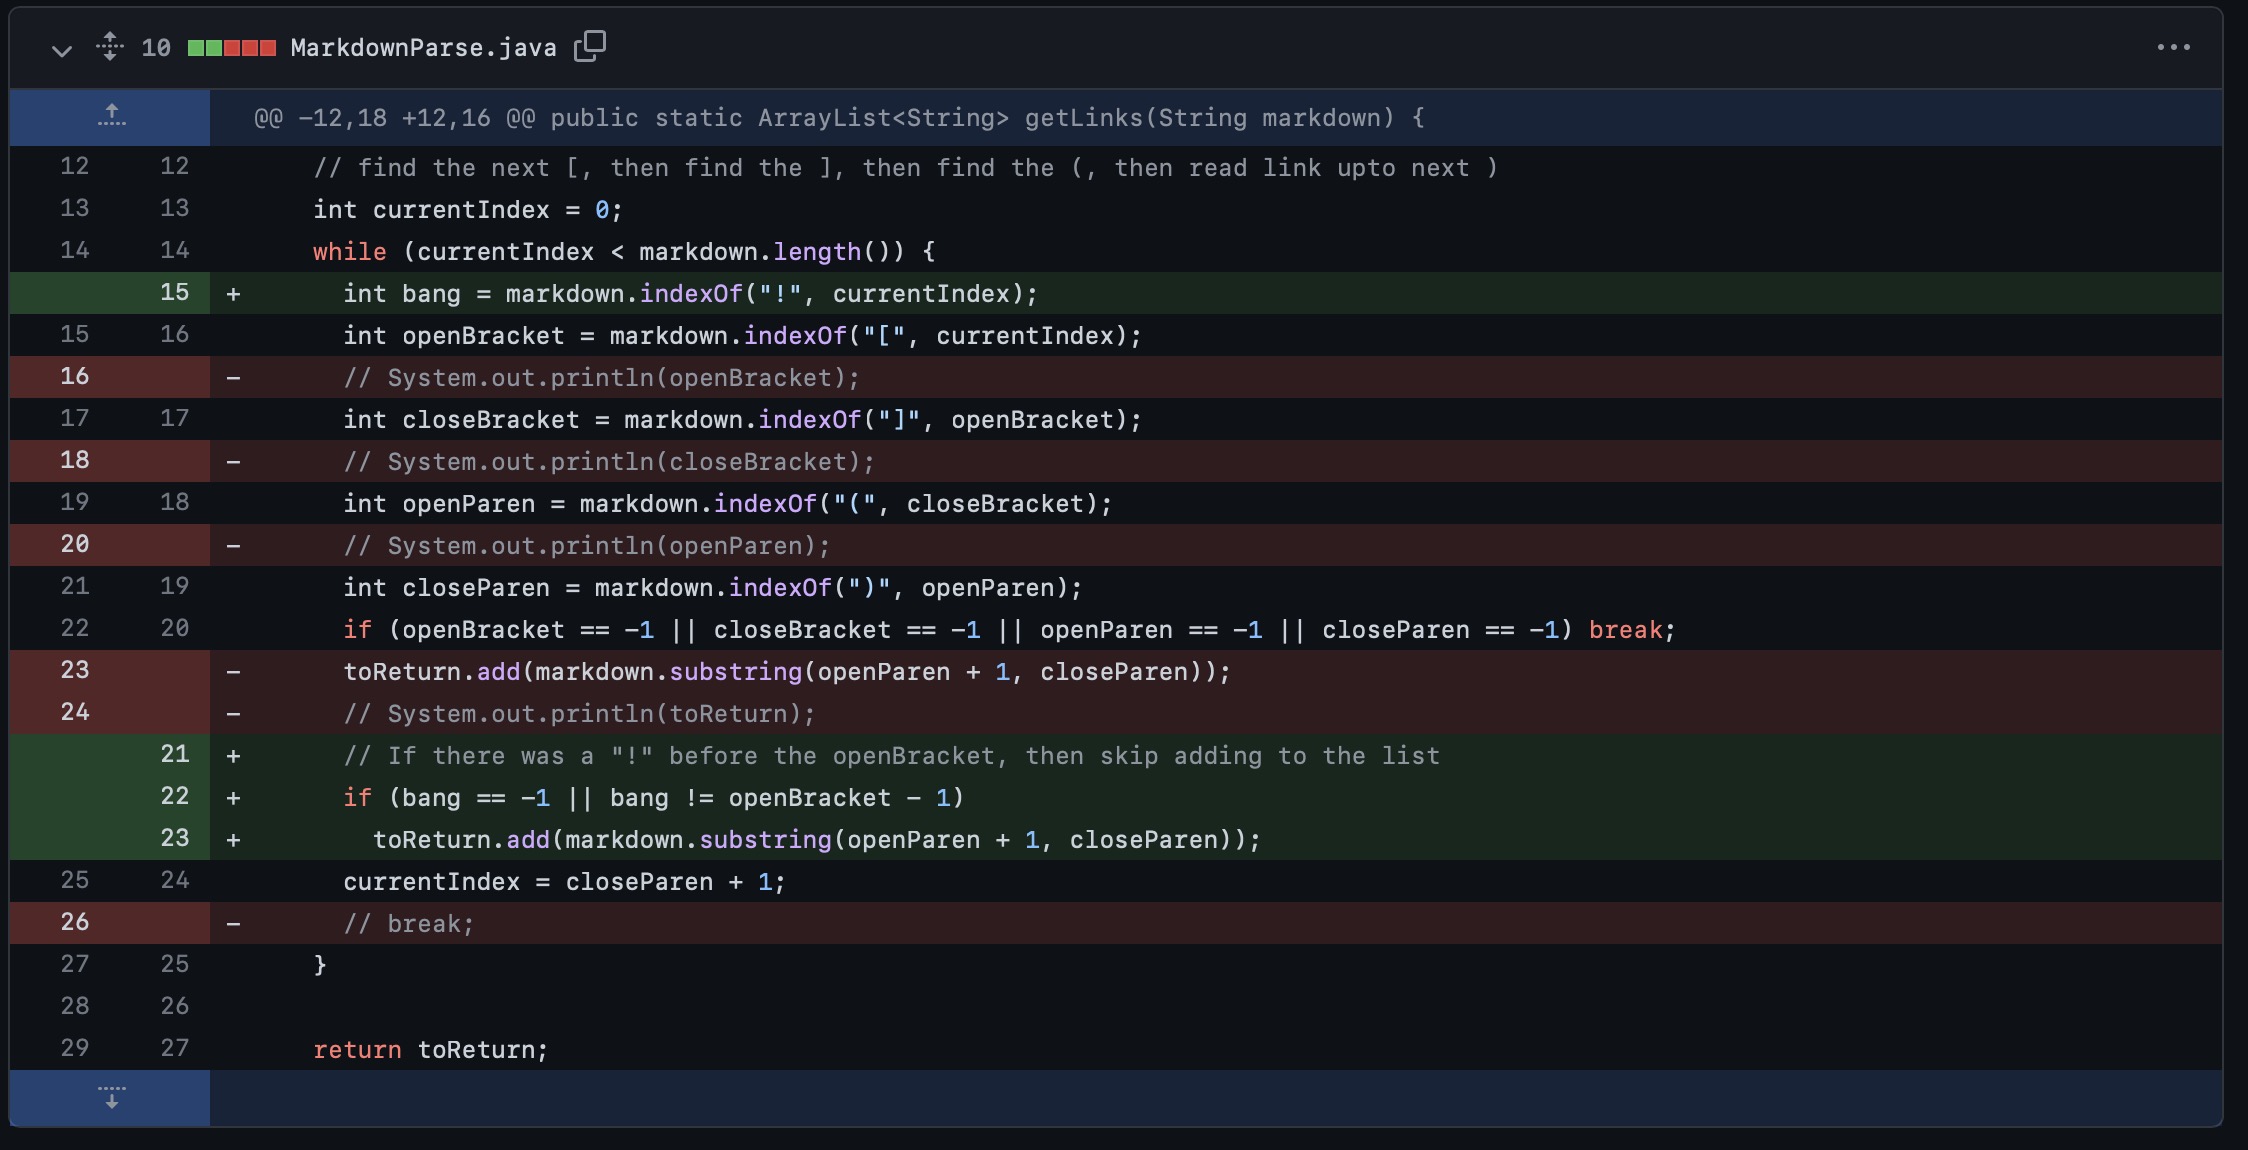 10 MarkdownParse.java
@@ -12,18 +12,16 @@ public static ArrayList<String> getLinks(String markdown) {
12 12 // find the next [, then find the ], then find the (, then read link upto next )
13 13 int currentIndex = 0;
14 14 while (currentIndex < markdown.length()) {
15 + int bang = markdown.indexOf("!", currentIndex);
15 16 int openBracket = markdown.indexOf("[", currentIndex);
16 - // System.out.println(openBracket);
17 17 int closeBracket = markdown.indexOf("]", openBracket);
18 - // System.out.println(closeBracket);
19 18 int openParen = markdown.indexOf("(", closeBracket);
20 - // System.out.println(openParen);
21 19 int closeParen = markdown.indexOf(")", openParen);
22 20 if (openBracket == -1 || closeBracket == -1 || openParen == -1 || closeParen == -1) break;
23 - toReturn.add(markdown.substring(openParen + 1, closeParen));
24 - // System.out.println(toReturn);
21 + // If there was a "!" before the openBracket, then skip adding to the list
22 + if (bang == -1 || bang != openBracket - 1)
23 + toReturn.add(markdown.substring(openParen + 1, closeParen));
25 24 currentIndex = closeParen + 1;
26 - // break;
27 25 }
28 26
29 27 return toReturn;